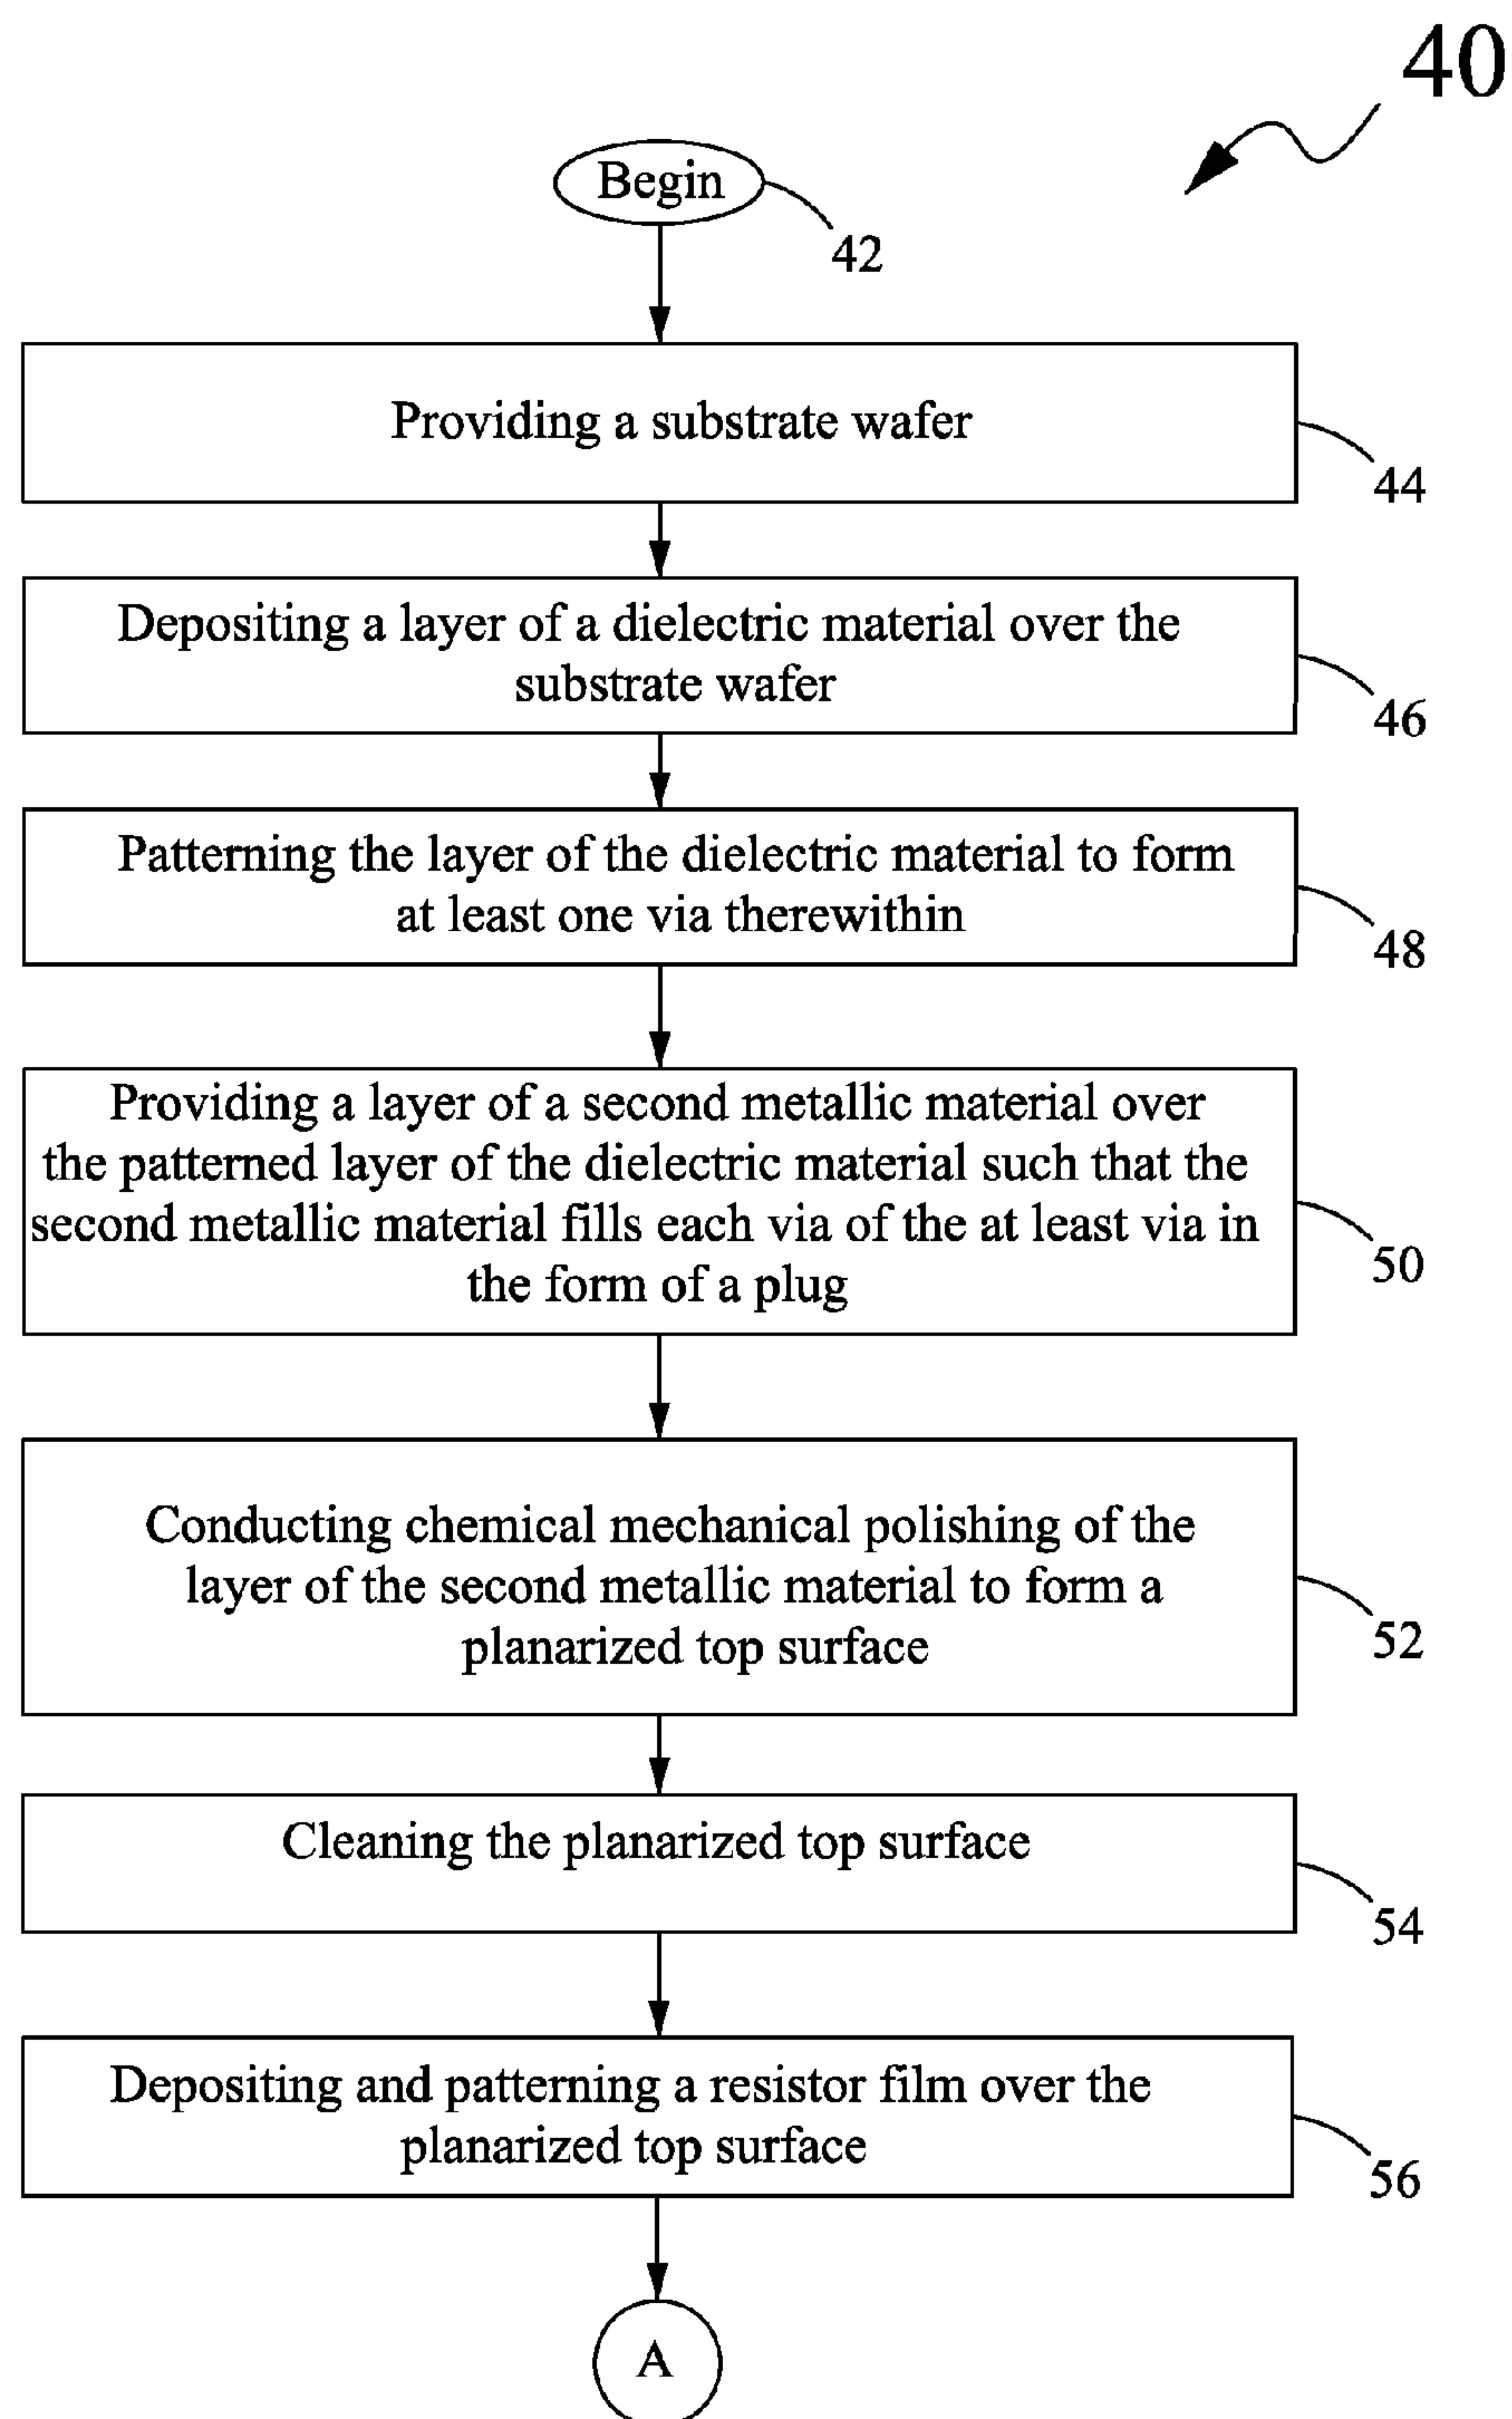 40
Begin
42
Providing a substrate wafer
44
Depositing a layer of a dielectric material over the
substrate wafer
46
Patterning the layer of the dielectric material to form
at least one via therewithin
48
Providing a layer of a second metallic material over
the patterned layer of the dielectric material such that the
second metallic material fills each via of the at least via in
the form of a plug
50
Conducting chemical mechanical polishing of the
layer of the second metallic material to form a
planarized top surface
52
Cleaning the planarized top surface
54
Depositing and patterning a resistor film over the
planarized top surface
56
A